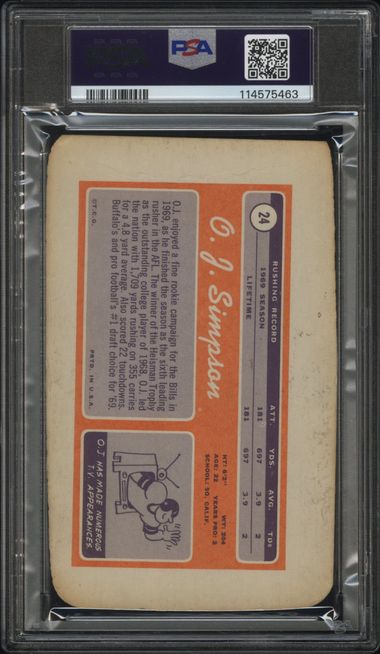 PSA
114575463
24
RUSHING RECORD
ATT. YDS. AVG. TDs
1969 SEASON 181 697 3.9 2
LIFETIME 181 697 3.9 2
O. J. Simpson
HT: 6'2" WT: 204
AGE: 22 YEARS PRO: 2
SCHOOL: SO. CALIF.
O.J. enjoyed a fine rookie campaign for the Bills in
1969, as he finished the season as the sixth leading
rusher in the AFL. The winner of the Heisman Trophy
as the outstanding college player of 1968, O.J. led
the nation with 1,709 yards rushing on 355 carries
for a 4.8 yard average. Also scored 22 touchdowns.
Buffalo's and pro football's #1 draft choice for '69.
O.J. HAS MADE NUMEROUS
T.V. APPEARANCES.
©T.C.G. PRTD. IN U.S.A.